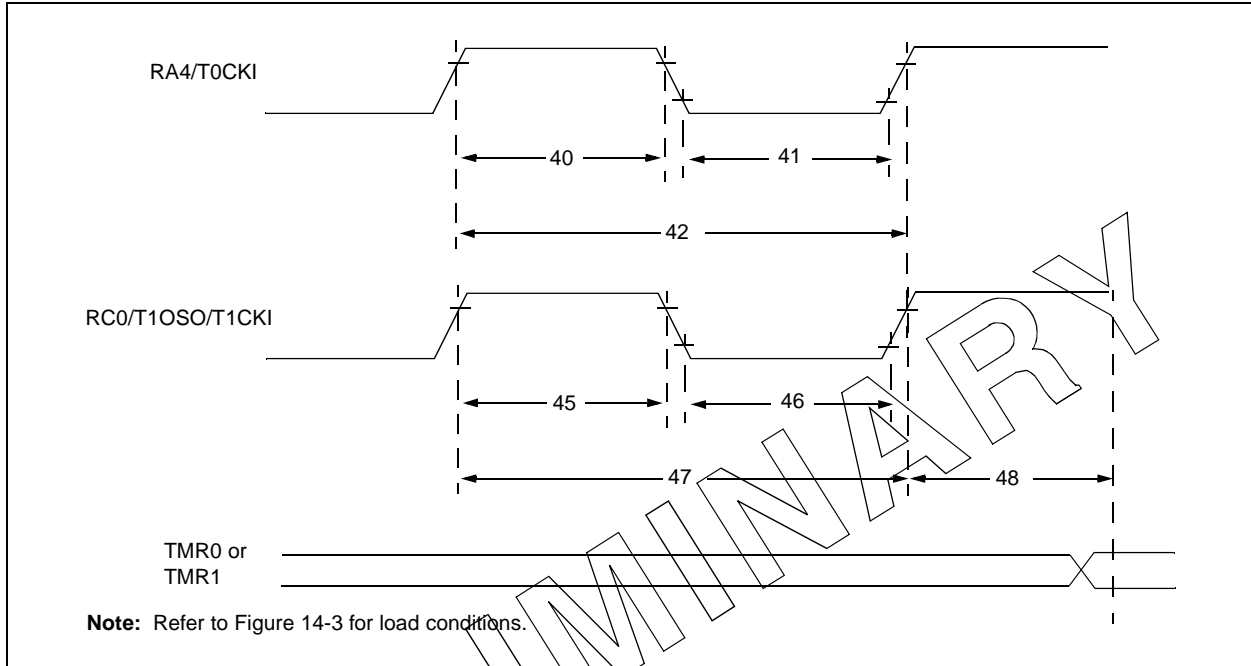 RA4/T0CKI
40
41
42
RC0/T1OSO/T1CKI
45
46
47
48
TMR0 or
TMR1
Note: Refer to Figure 14-3 for load conditions.
IMINARY